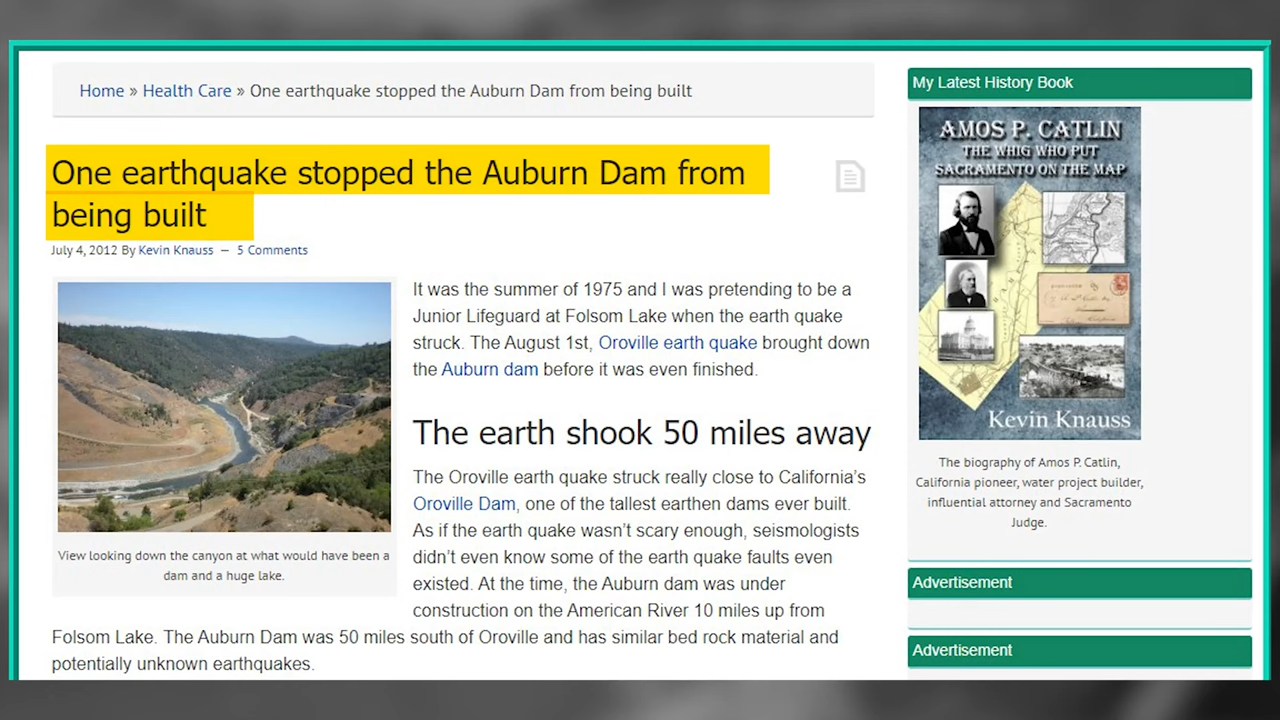 Home » Health Care » One earthquake stopped the Auburn Dam from being built
One earthquake stopped the Auburn Dam from
being built
July 4, 2012 By Kevin Knauss — 5 Comments
It was the summer of 1975 and I was pretending to be a
Junior Lifeguard at Folsom Lake when the earth quake
struck. The August 1st, Oroville earth quake brought down
the Auburn dam before it was even finished.
The earth shook 50 miles away
The Oroville earth quake struck really close to California's
Oroville Dam, one of the tallest earthen dams ever built.
As if the earth quake wasn't scary enough, seismologists
didn't even know some of the earth quake faults even
existed. At the time, the Auburn dam was under
construction on the American River 10 miles up from
Folsom Lake. The Auburn Dam was 50 miles south of Oroville and has similar bed rock material and
potentially unknown earthquakes.
View looking down the canyon at what would have been a
dam and a huge lake.
My Latest History Book
AMOS P. CATLIN
THE WHIG WHO PUT
SACRAMENTO ON THE MAP
Kevin Knauss
The biography of Amos P. Catlin,
California pioneer, water project builder,
influential attorney and Sacramento
Judge.
Advertisement
Advertisement